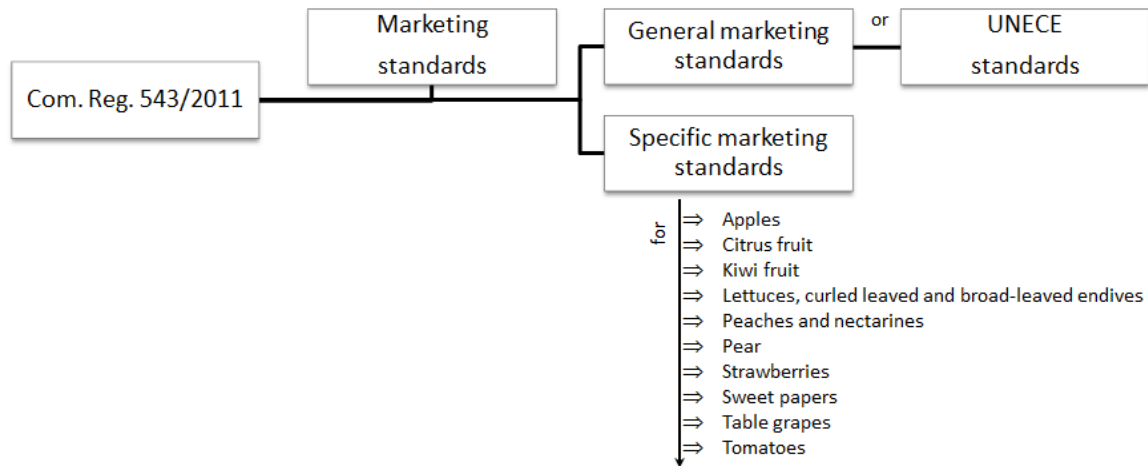 Com. Reg. 543/2011
Marketing
standards
General marketing
standards
or
UNECE
standards
Specific marketing
standards
for
⇒ Apples
⇒ Citrus fruit
⇒ Kiwi fruit
⇒ Lettuces, curled leaved and broad-leaved endives
⇒ Peaches and nectarines
⇒ Pear
⇒ Strawberries
⇒ Sweet papers
⇒ Table grapes
⇒ Tomatoes